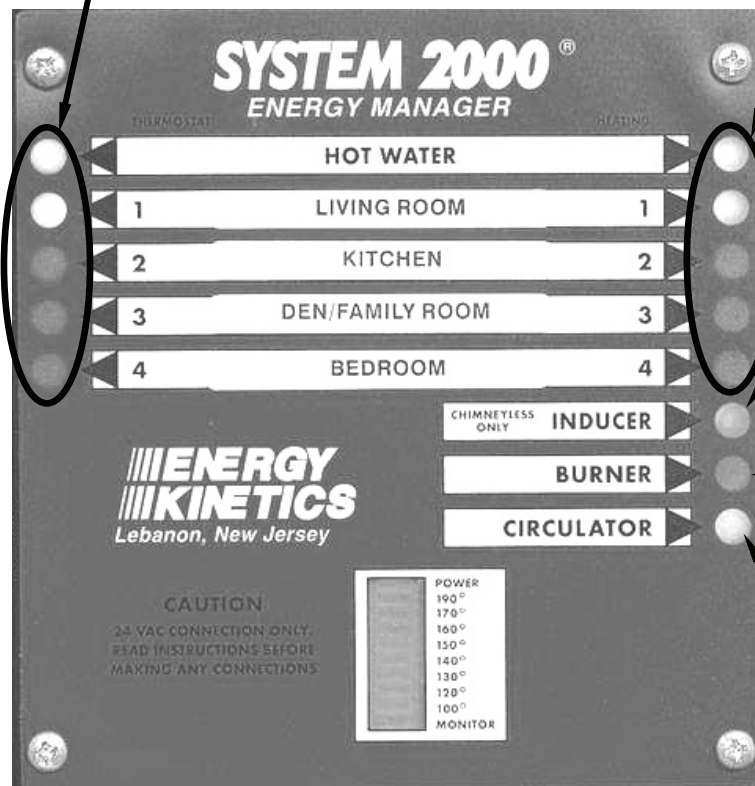 SYSTEM 2000 ®
ENERGY MANAGER
THERMOSTAT HEATING
HOT WATER
1 LIVING ROOM 1
2 KITCHEN 2
3 DEN/FAMILY ROOM 3
4 BEDROOM 4
CHIMNEYLESS
ONLY INDUCER
BURNER
CIRCULATOR
ENERGY
KINETICS
Lebanon, New Jersey
CAUTION
24 VAC CONNECTION ONLY.
READ INSTRUCTIONS BEFORE
MAKING ANY CONNECTIONS
POWER
190°
170°
160°
150°
140°
130°
120°
100°
MONITOR